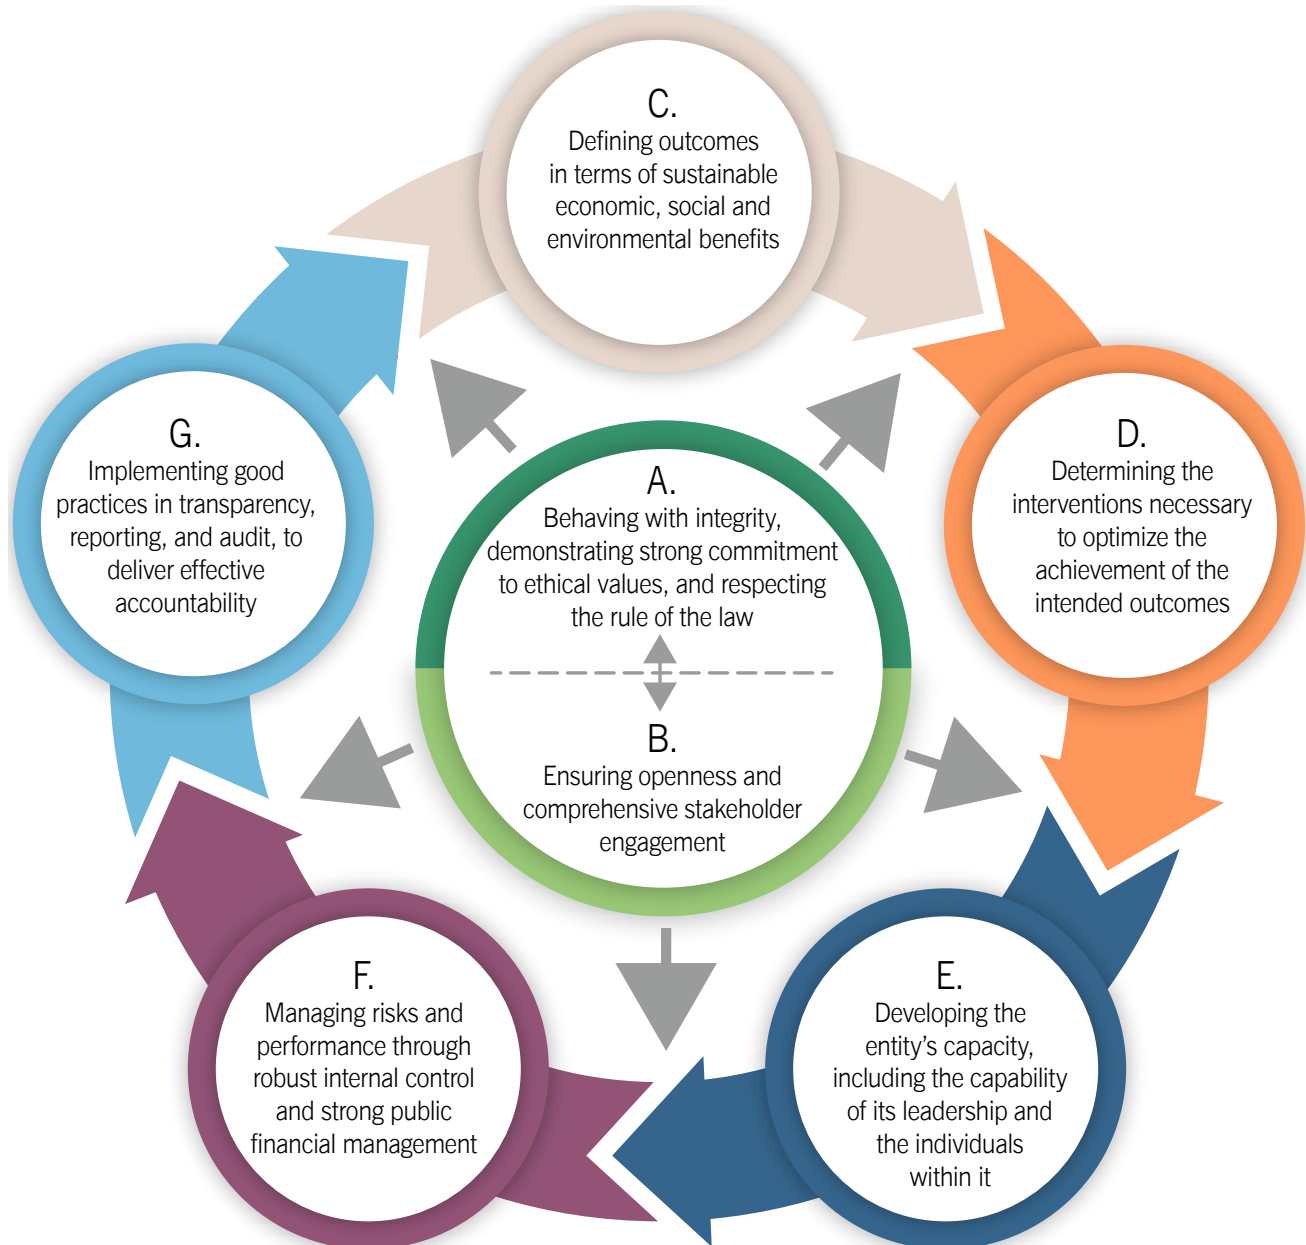 C.
Defining outcomes
in terms of sustainable
economic, social and
environmental benefits
G.
Implementing good
practices in transparency,
reporting, and audit, to
deliver effective
accountability
A.
Behaving with integrity,
demonstrating strong commitment
to ethical values, and respecting
the rule of the law
B.
Ensuring openness and
comprehensive stakeholder
engagement
D.
Determining the
interventions necessary
to optimize the
achievement of the
intended outcomes
F.
Managing risks and
performance through
robust internal control
and strong public
financial management
E.
Developing the
entity’s capacity,
including the capability
of its leadership and
the individuals
within it